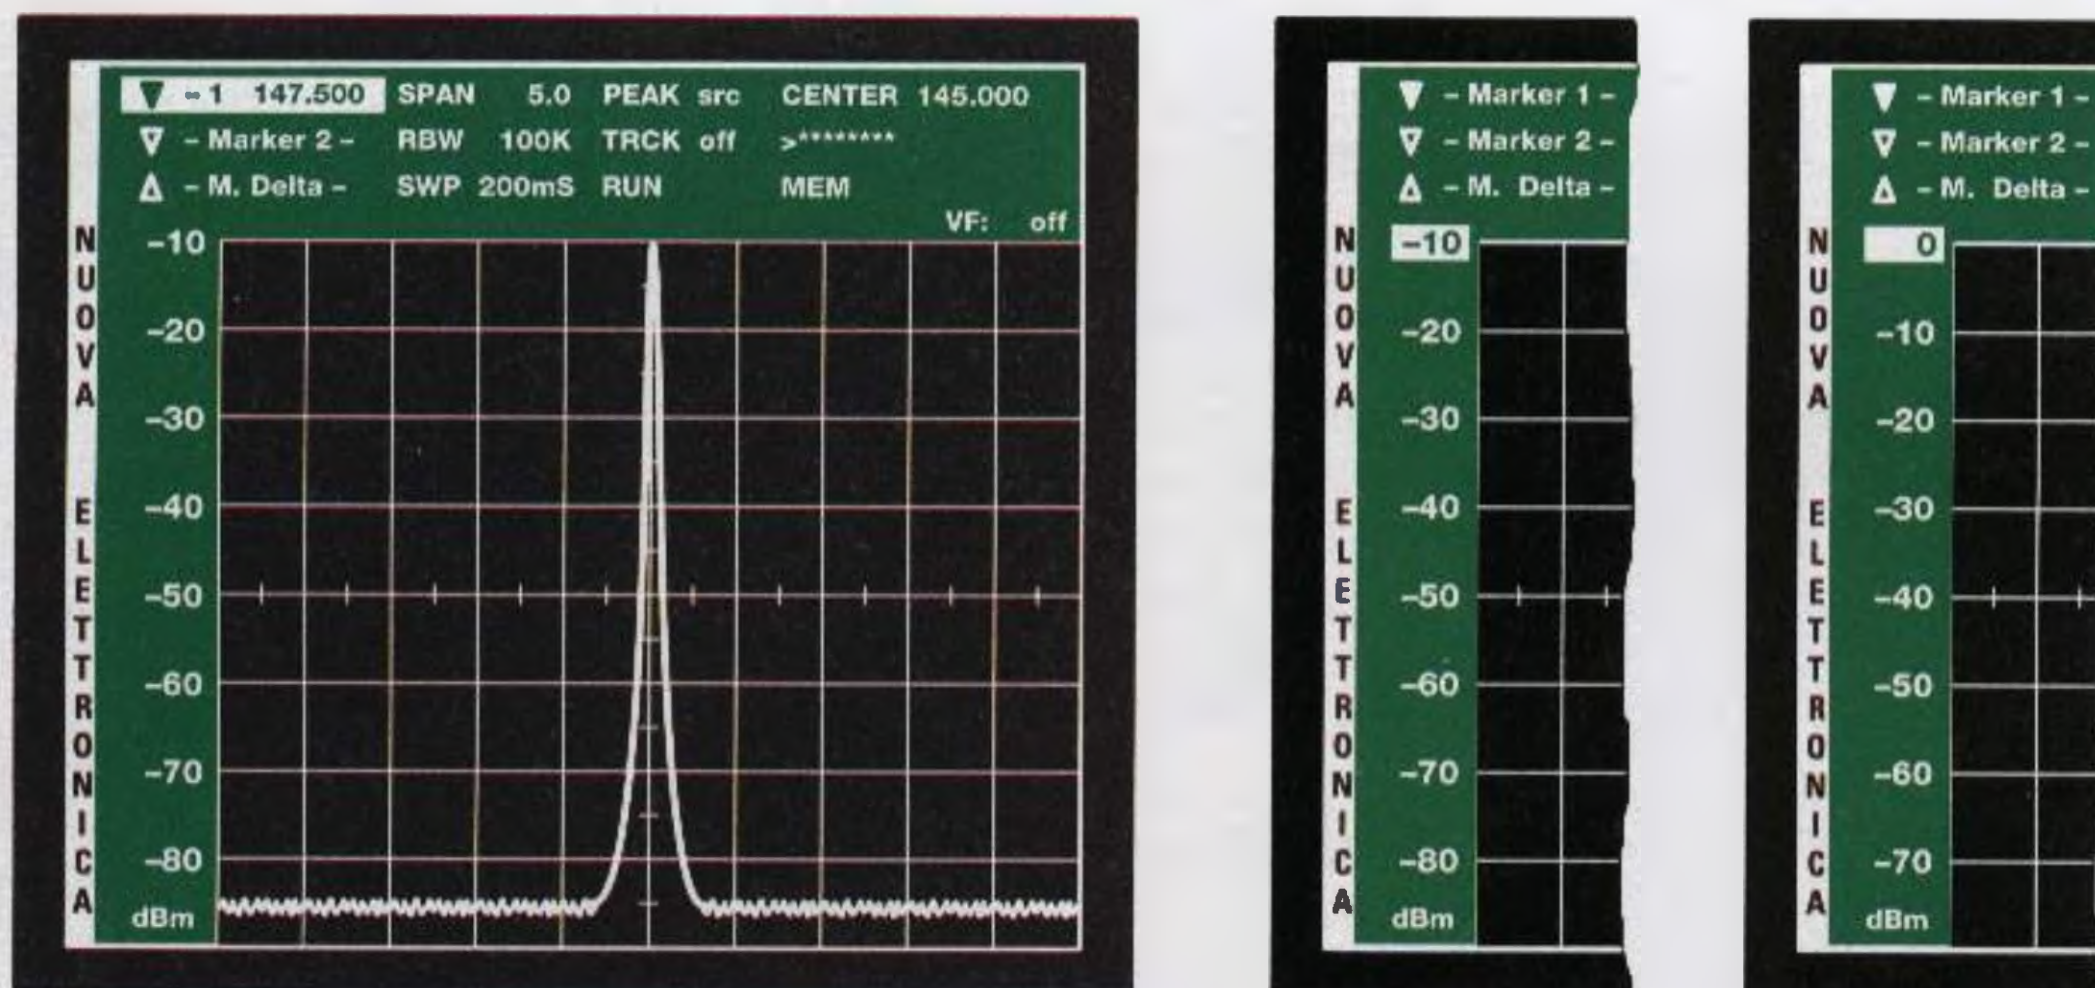 ▼ - 1 147.500 SPAN 5.0 PEAK src CENTER 145.000
- Marker 2 - RBW 100K TRCK off >********
- M. Delta - SWP 200mS RUN MEM
VF: off
NUOVA ELETTRONICA
-10
-20
-30
-40
-50
-60
-70
-80
dBm
- Marker 1 -
- Marker 2 -
- M. Delta -
NUOVA ELETTRONICA
-10
-20
-30
-40
-50
-60
-70
-80
dBm
- Marker 1 -
- Marker 2 -
- M. Delta -
NUOVA ELETTRONICA
0
-10
-20
-30
-40
-50
-60
-70
dBm